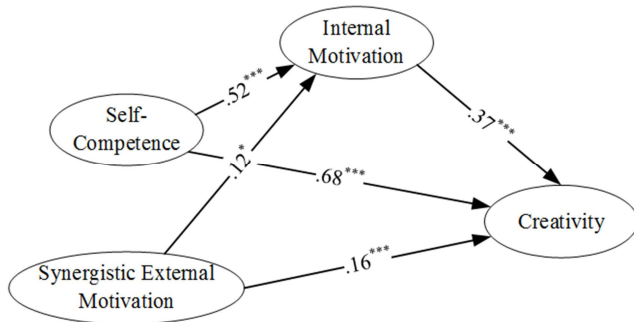 Internal
Motivation
.52***
Self-
Competence
.37***
.12*
.68***
Creativity
Synergistic External
Motivation
.16***